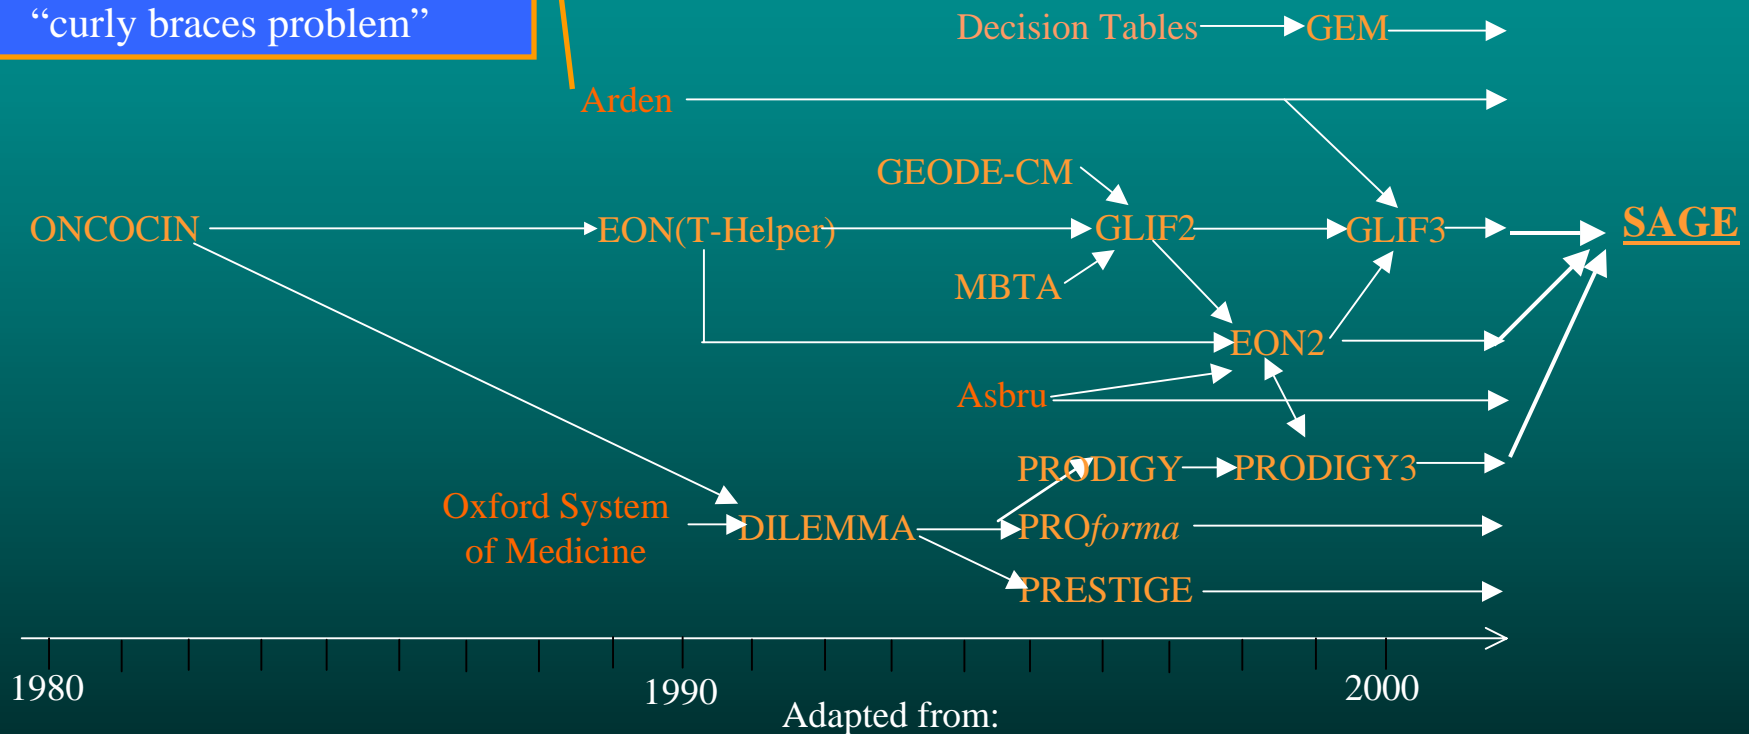 “curly braces problem”
Decision Tables
GEM
Arden
GEODE-CM
ONCOCIN
EON(T-Helper)
GLIF2
GLIF3
SAGE
MBTA
EON2
Asbru
PRODIGY
PRODIGY3
Oxford System
of Medicine
DILEMMA
PROforma
PRESTIGE
1980
1990
2000
Adapted from: